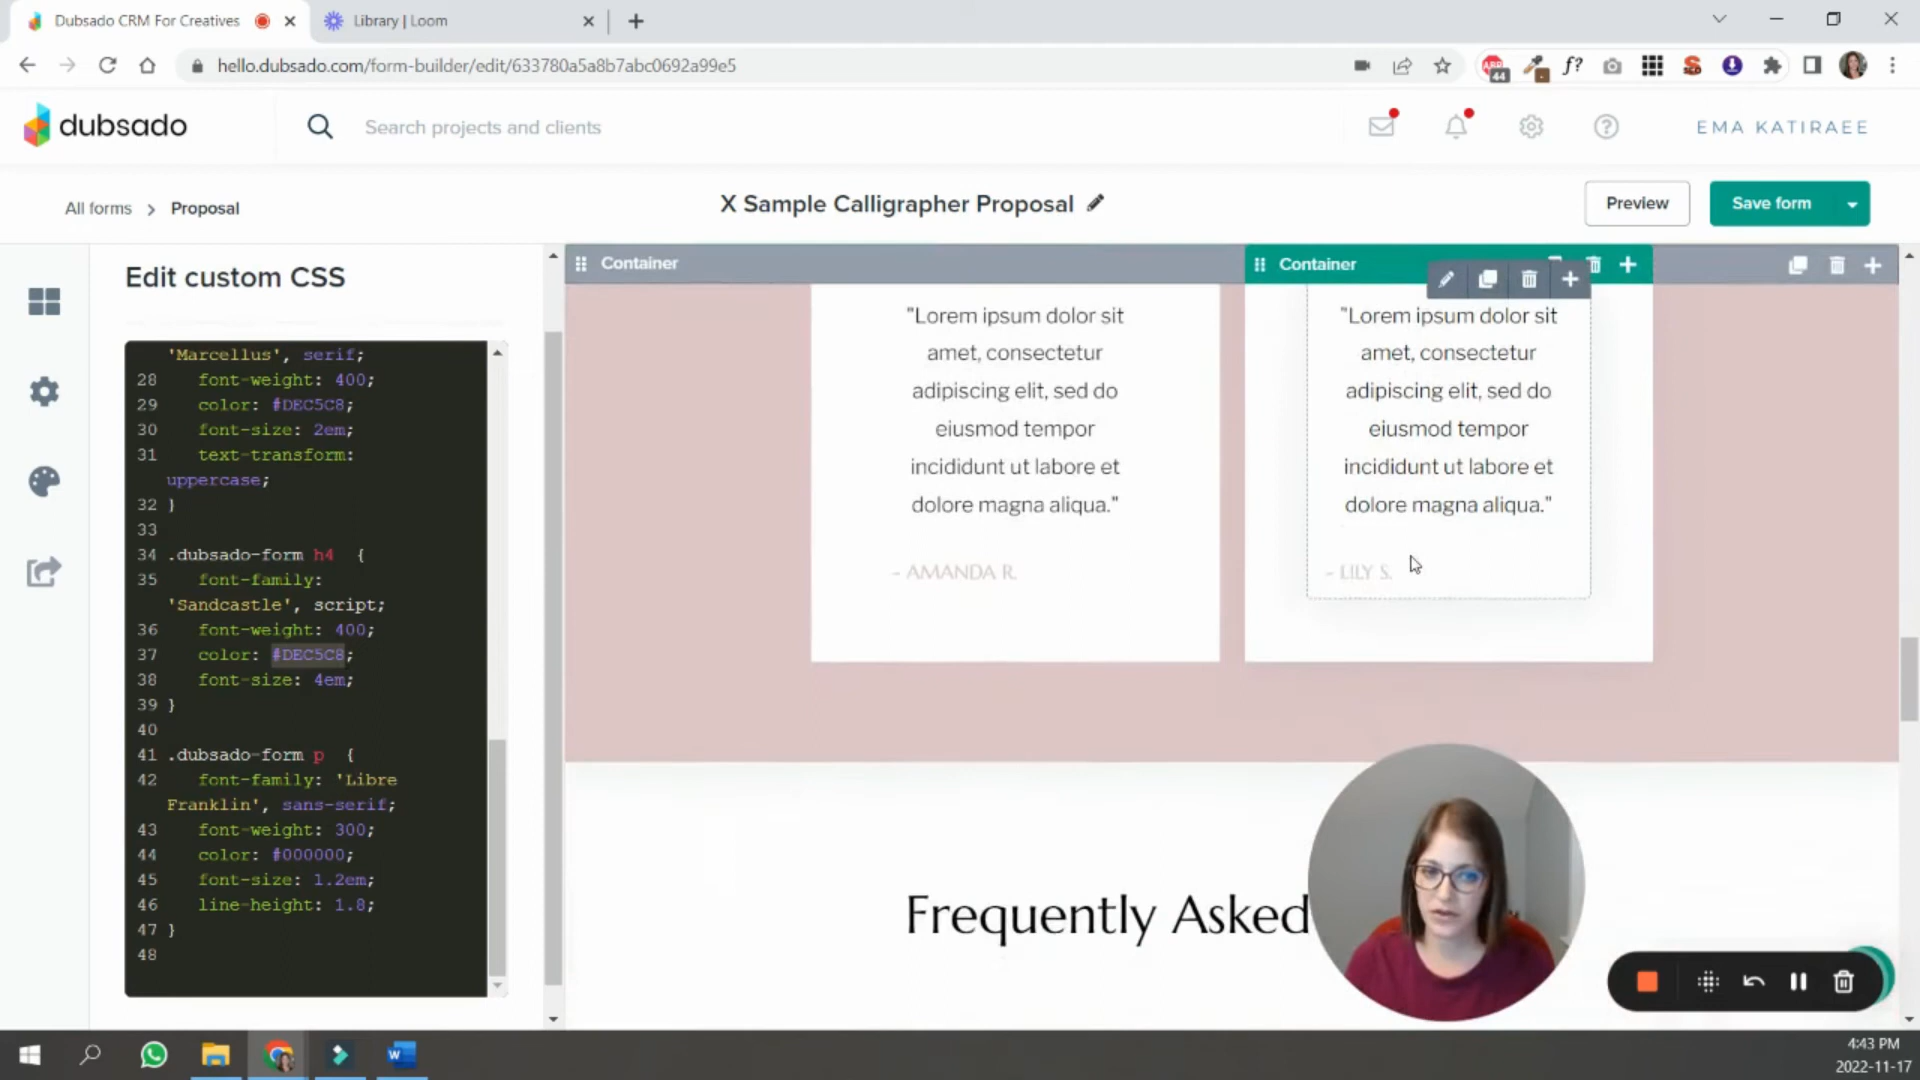 Dubsado CRM For Creatives
Library | Loom
hello.dubsado.com/form-builder/edit/633780a5a8b7abc0692a99e5
44
f?
dubsado
Search projects and clients
EMA KATIRAEE
All forms > Proposal
X Sample Calligrapher Proposal
Preview
Save form
Edit custom CSS
'Marcellus', serif;
28 font-weight: 400;
29 color: #DEC5C8;
30 font-size: 2em;
31 text-transform:
uppercase;
32 }
33
34 .dubsado-form h4 {
35 font-family:
'Sandcastle', script;
36 font-weight: 400;
37 color: #DEC5C8;
38 font-size: 4em;
39 }
40
41 .dubsado-form p {
42 font-family: 'Libre
Franklin', sans-serif;
43 font-weight: 300;
44 color: #000000;
45 font-size: 1.2em;
46 line-height: 1.8;
47 }
48
Container
Container
"Lorem ipsum dolor sit
amet, consectetur
adipiscing elit, sed do
eiusmod tempor
incididunt ut labore et
dolore magna aliqua."
- AMANDA R.
"Lorem ipsum dolor sit
amet, consectetur
adipiscing elit, sed do
eiusmod tempor
incididunt ut labore et
dolore magna aliqua."
- LILY S.
Frequently Asked
4:43 PM
2022-11-17